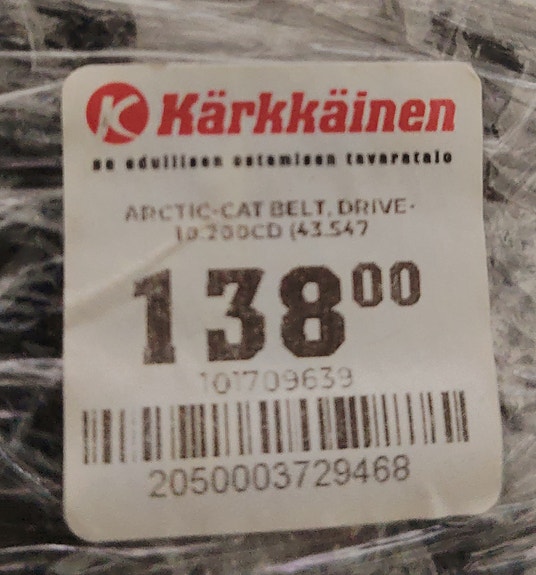 K Kärkkäinen
se edullisen ostamisen tavaratalo
ARCTIC-CAT BELT, DRIVE-
10.200CD (43.547
138⁰⁰
101709639
2050003729468